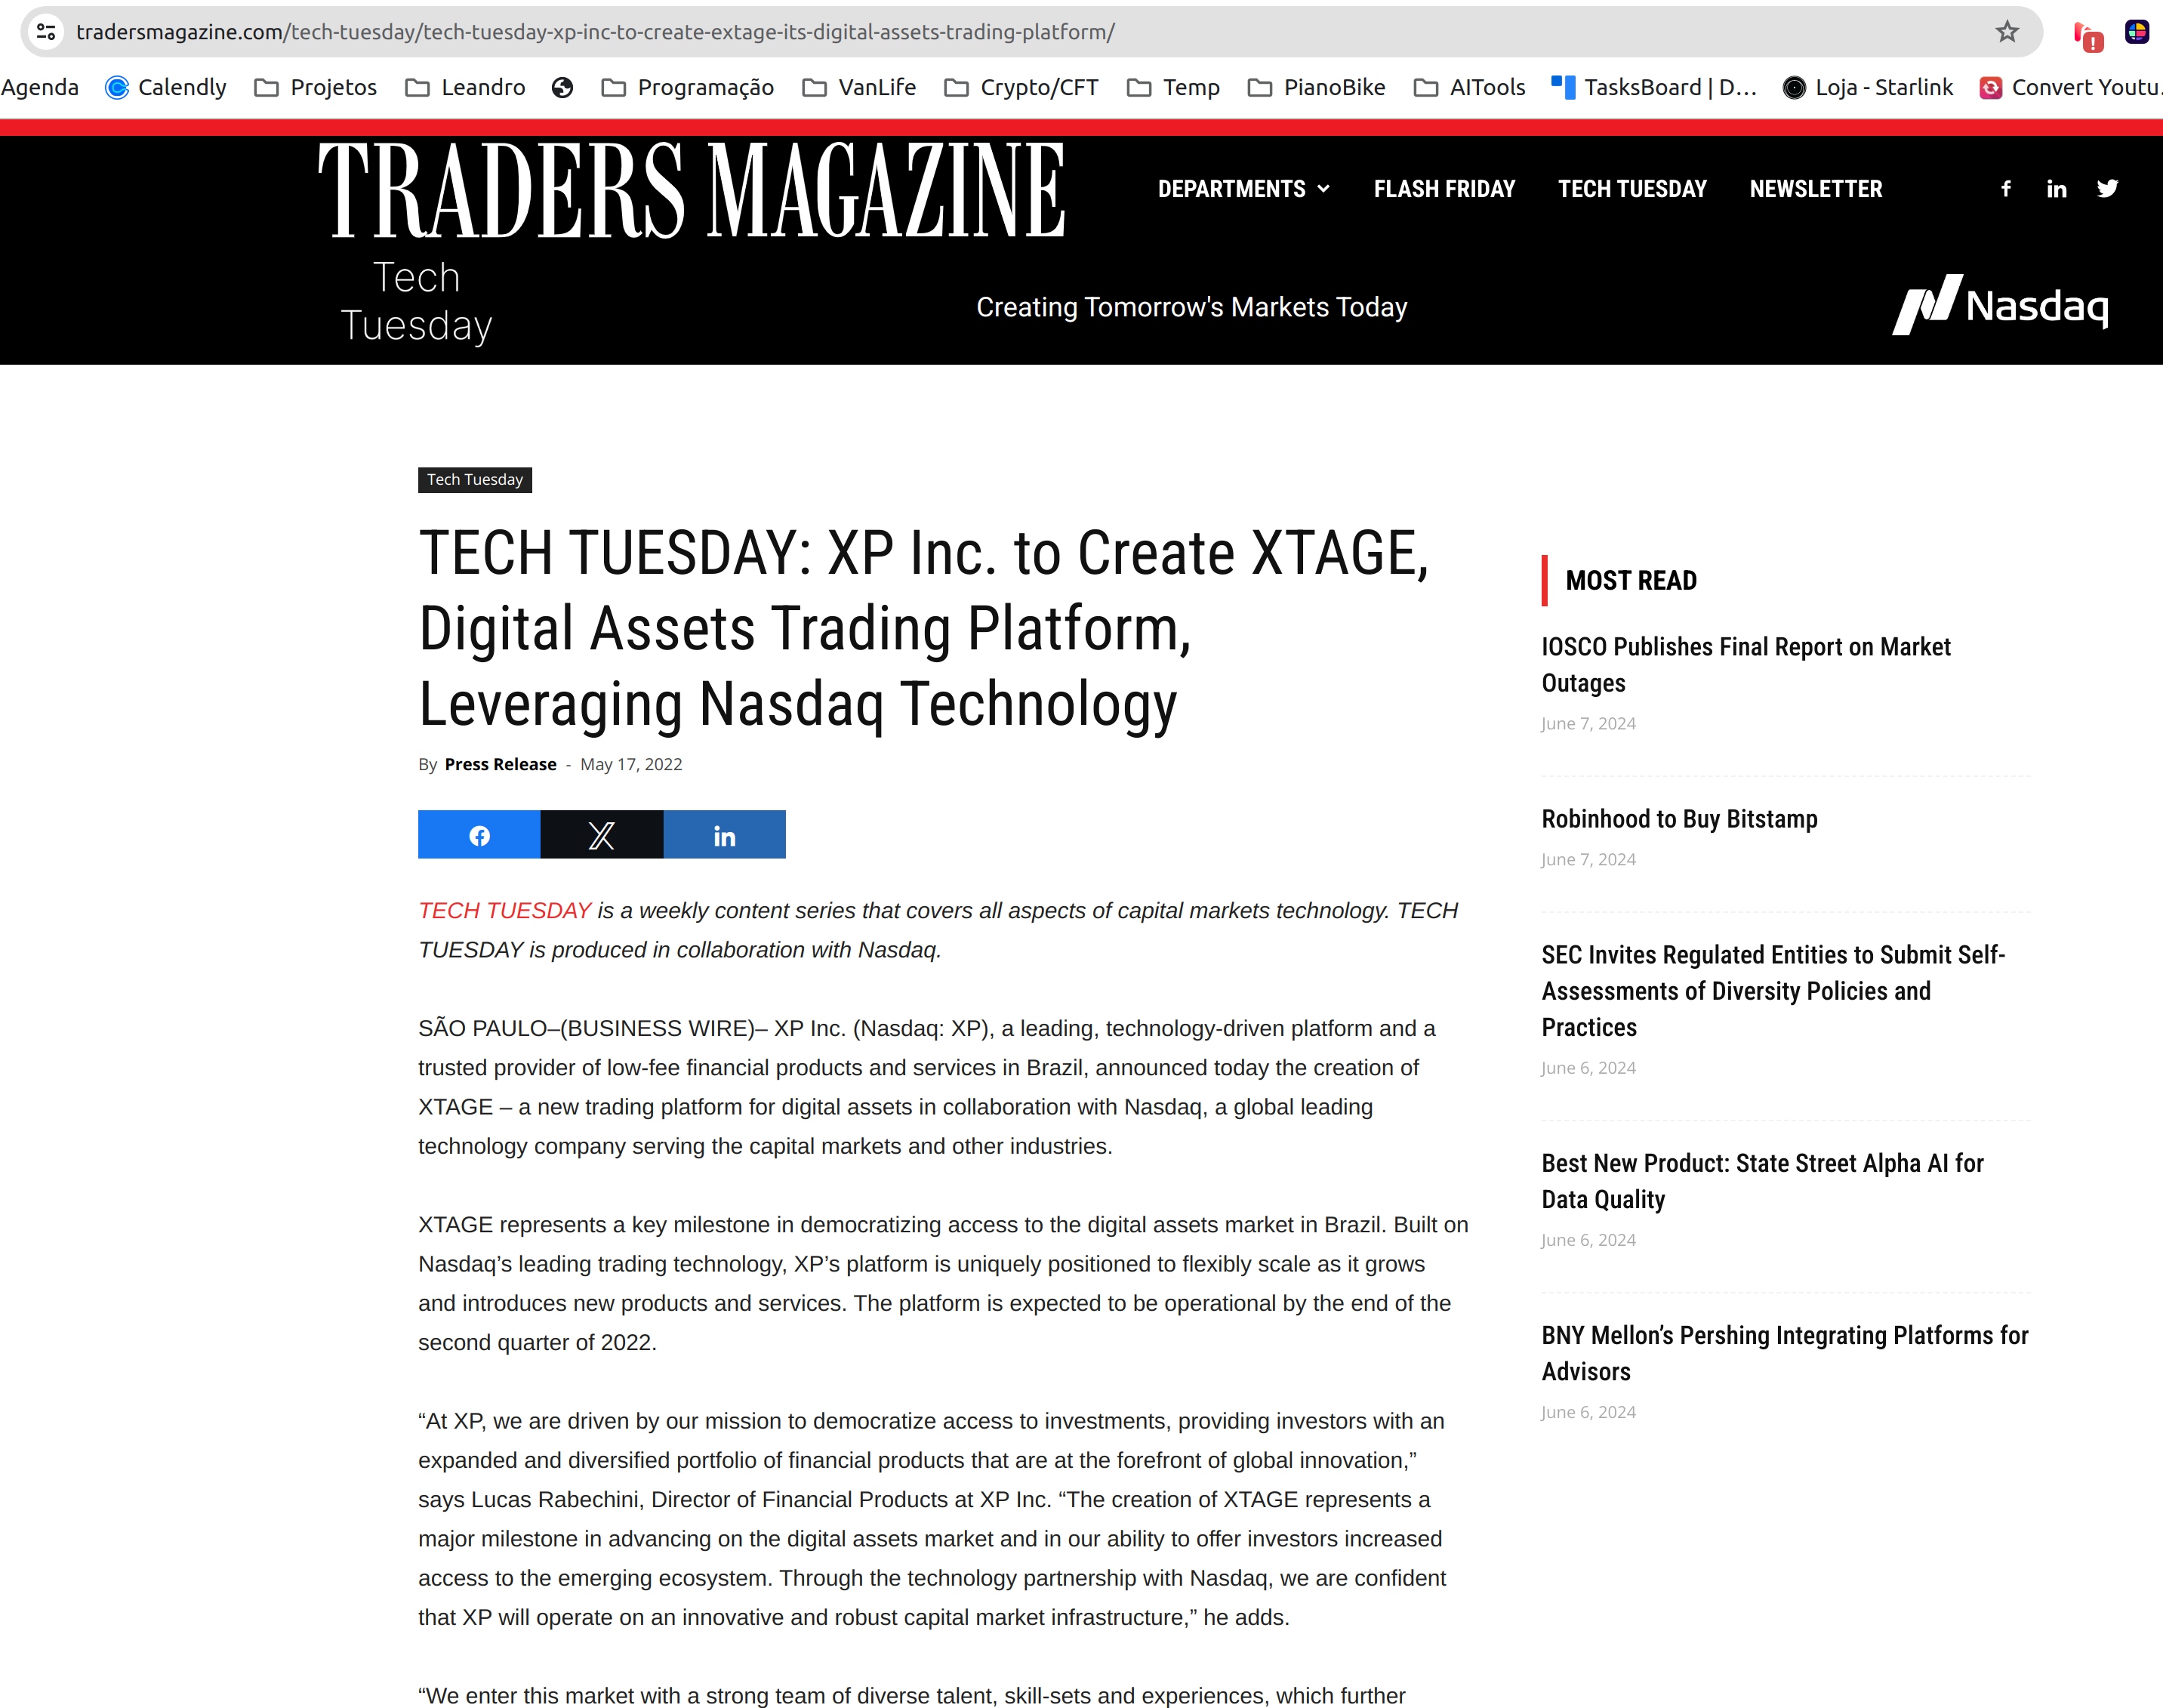 tradersmagazine.com/tech-tuesday/tech-tuesday-xp-inc-to-create-extage-its-digital-assets-trading-platform/
Agenda Calendly Projetos Leandro Programação VanLife Crypto/CFT Temp PianoBike AITools TasksBoard | D... Loja - Starlink Convert Youtu.
TRADERS MAGAZINE
DEPARTMENTS FLASH FRIDAY TECH TUESDAY NEWSLETTER
Tech
Tuesday
Creating Tomorrow's Markets Today
Nasdaq
Tech Tuesday
TECH TUESDAY: XP Inc. to Create XTAGE,
Digital Assets Trading Platform,
Leveraging Nasdaq Technology
By Press Release - May 17, 2022
TECH TUESDAY is a weekly content series that covers all aspects of capital markets technology. TECH
TUESDAY is produced in collaboration with Nasdaq.
SÃO PAULO–(BUSINESS WIRE)– XP Inc. (Nasdaq: XP), a leading, technology-driven platform and a
trusted provider of low-fee financial products and services in Brazil, announced today the creation of
XTAGE – a new trading platform for digital assets in collaboration with Nasdaq, a global leading
technology company serving the capital markets and other industries.
XTAGE represents a key milestone in democratizing access to the digital assets market in Brazil. Built on
Nasdaq’s leading trading technology, XP’s platform is uniquely positioned to flexibly scale as it grows
and introduces new products and services. The platform is expected to be operational by the end of the
second quarter of 2022.
“At XP, we are driven by our mission to democratize access to investments, providing investors with an
expanded and diversified portfolio of financial products that are at the forefront of global innovation,”
says Lucas Rabechini, Director of Financial Products at XP Inc. “The creation of XTAGE represents a
major milestone in advancing on the digital assets market and in our ability to offer investors increased
access to the emerging ecosystem. Through the technology partnership with Nasdaq, we are confident
that XP will operate on an innovative and robust capital market infrastructure,” he adds.
“We enter this market with a strong team of diverse talent, skill-sets and experiences, which further
MOST READ
IOSCO Publishes Final Report on Market
Outages
June 7, 2024
Robinhood to Buy Bitstamp
June 7, 2024
SEC Invites Regulated Entities to Submit Self-
Assessments of Diversity Policies and
Practices
June 6, 2024
Best New Product: State Street Alpha AI for
Data Quality
June 6, 2024
BNY Mellon’s Pershing Integrating Platforms for
Advisors
June 6, 2024